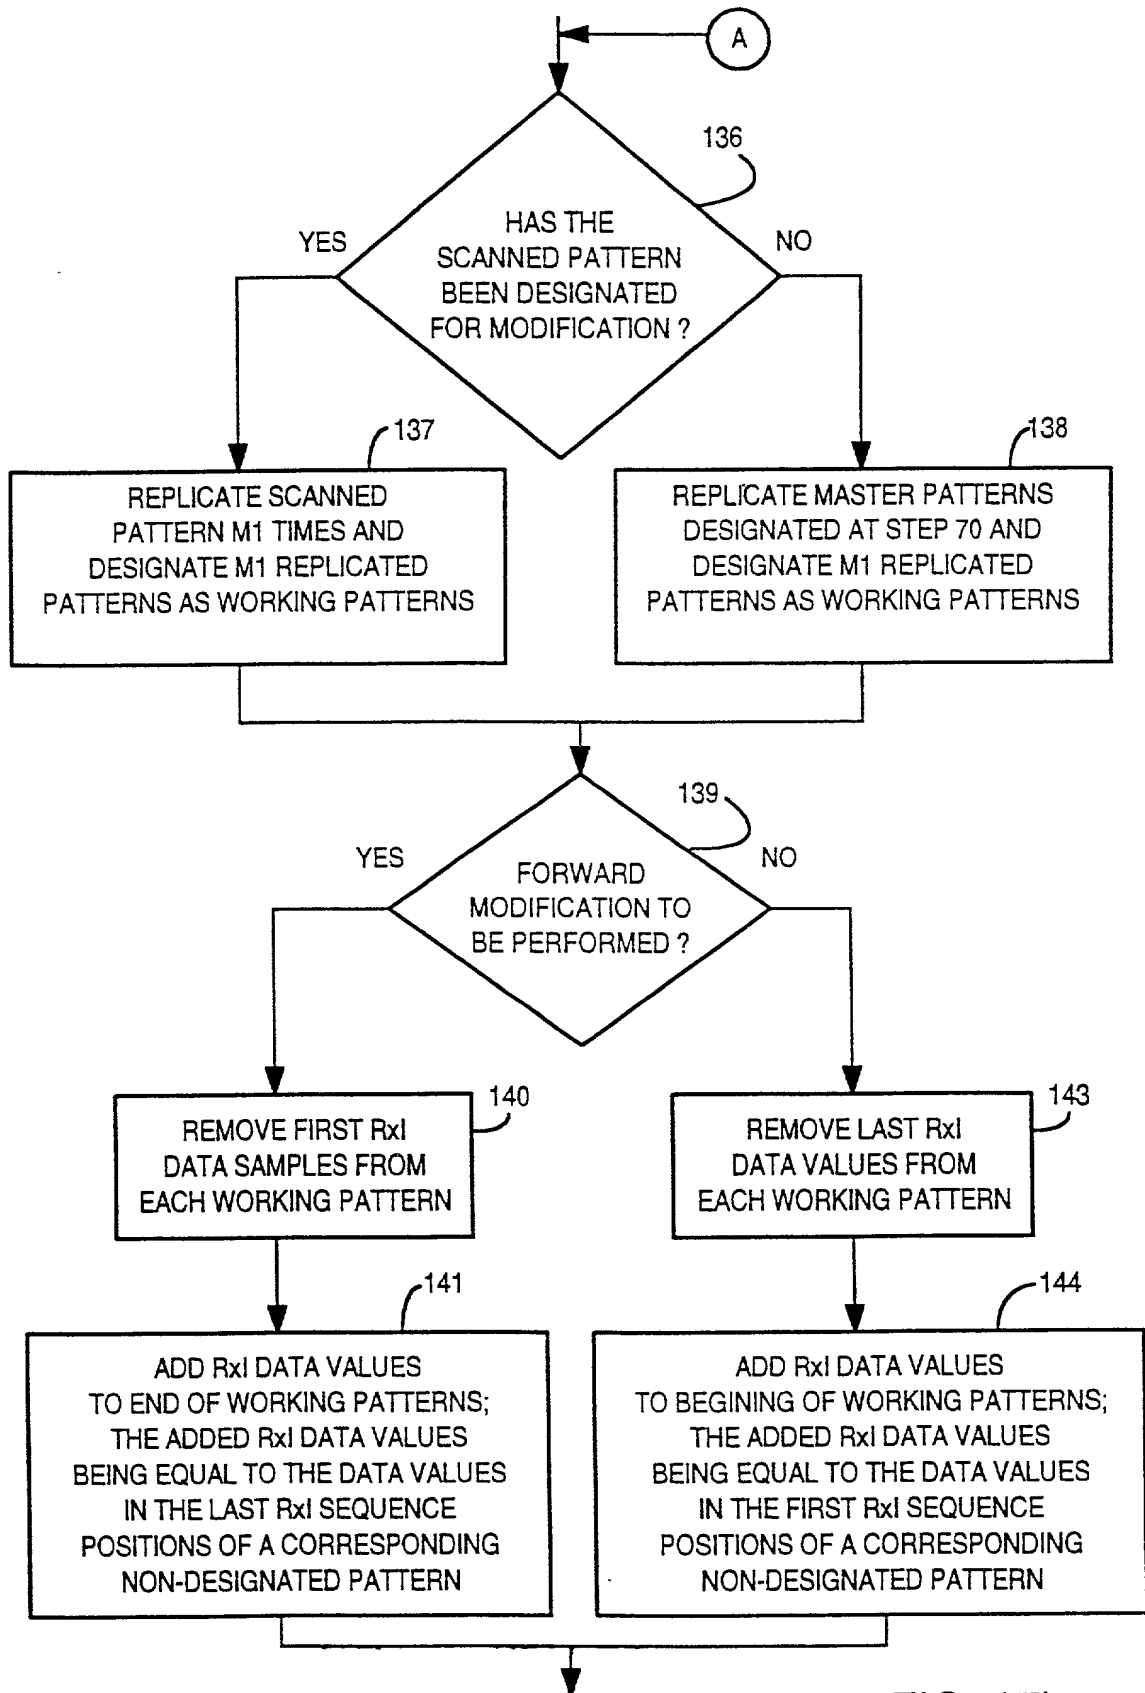 A
136
HAS THE
SCANNED PATTERN
BEEN DESIGNATED
FOR MODIFICATION ?
YES
NO
137
REPLICATE SCANNED
PATTERN M1 TIMES AND
DESIGNATE M1 REPLICATED
PATTERNS AS WORKING PATTERNS
138
REPLICATE MASTER PATTERNS
DESIGNATED AT STEP 70 AND
DESIGNATE M1 REPLICATED
PATTERNS AS WORKING PATTERNS
139
YES
NO
FORWARD
MODIFICATION TO
BE PERFORMED ?
140
REMOVE FIRST RxI
DATA SAMPLES FROM
EACH WORKING PATTERN
143
REMOVE LAST RxI
DATA VALUES FROM
EACH WORKING PATTERN
141
ADD RxI DATA VALUES
TO END OF WORKING PATTERNS;
THE ADDED RxI DATA VALUES
BEING EQUAL TO THE DATA VALUES
IN THE LAST RxI SEQUENCE
POSITIONS OF A CORRESPONDING
NON-DESIGNATED PATTERN
144
ADD RxI DATA VALUES
TO BEGINING OF WORKING PATTERNS;
THE ADDED RxI DATA VALUES
BEING EQUAL TO THE DATA VALUES
IN THE FIRST RxI SEQUENCE
POSITIONS OF A CORRESPONDING
NON-DESIGNATED PATTERN